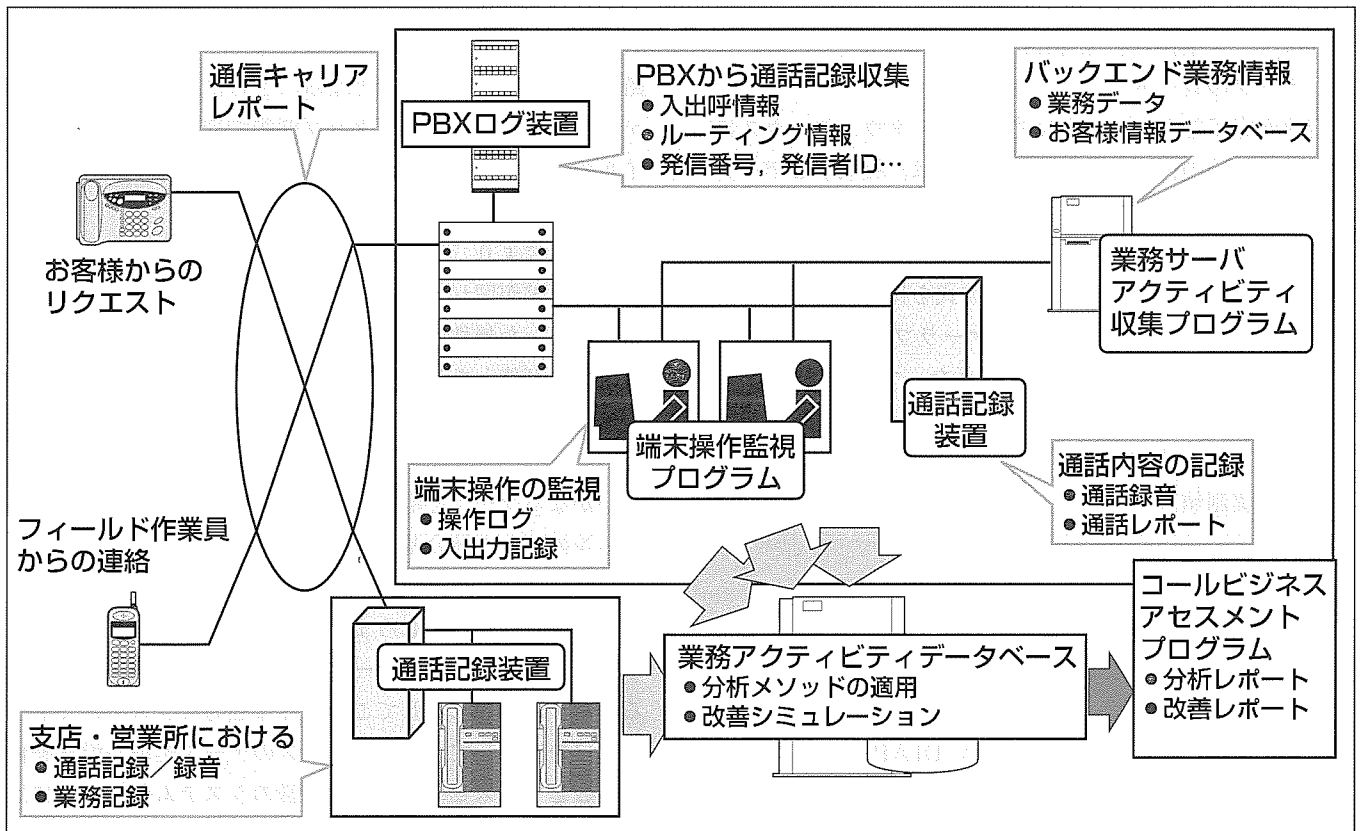 通信キャリア
レポート
PBXログ装置
PBXから通話記録収集
● 入出呼情報
● ルーティング情報
● 発信番号，発信者ID…
バックエンド業務情報
● 業務データ
● お客様情報データベース
お客様からの
リクエスト
業務サーバ
アクティビティ
収集プログラム
通話記録
装置
端末操作監視
プログラム
端末操作の監視
● 操作ログ
● 入出力記録
通話内容の記録
● 通話録音
● 通話レポート
フィールド作業員
からの連絡
通話記録装置
支店・営業所における
● 通話記録／録音
● 業務記録
業務アクティビティデータベース
● 分析メソッドの適用
● 改善シミュレーション
コールビジネス
アセスメント
プログラム
● 分析レポート
● 改善レポート